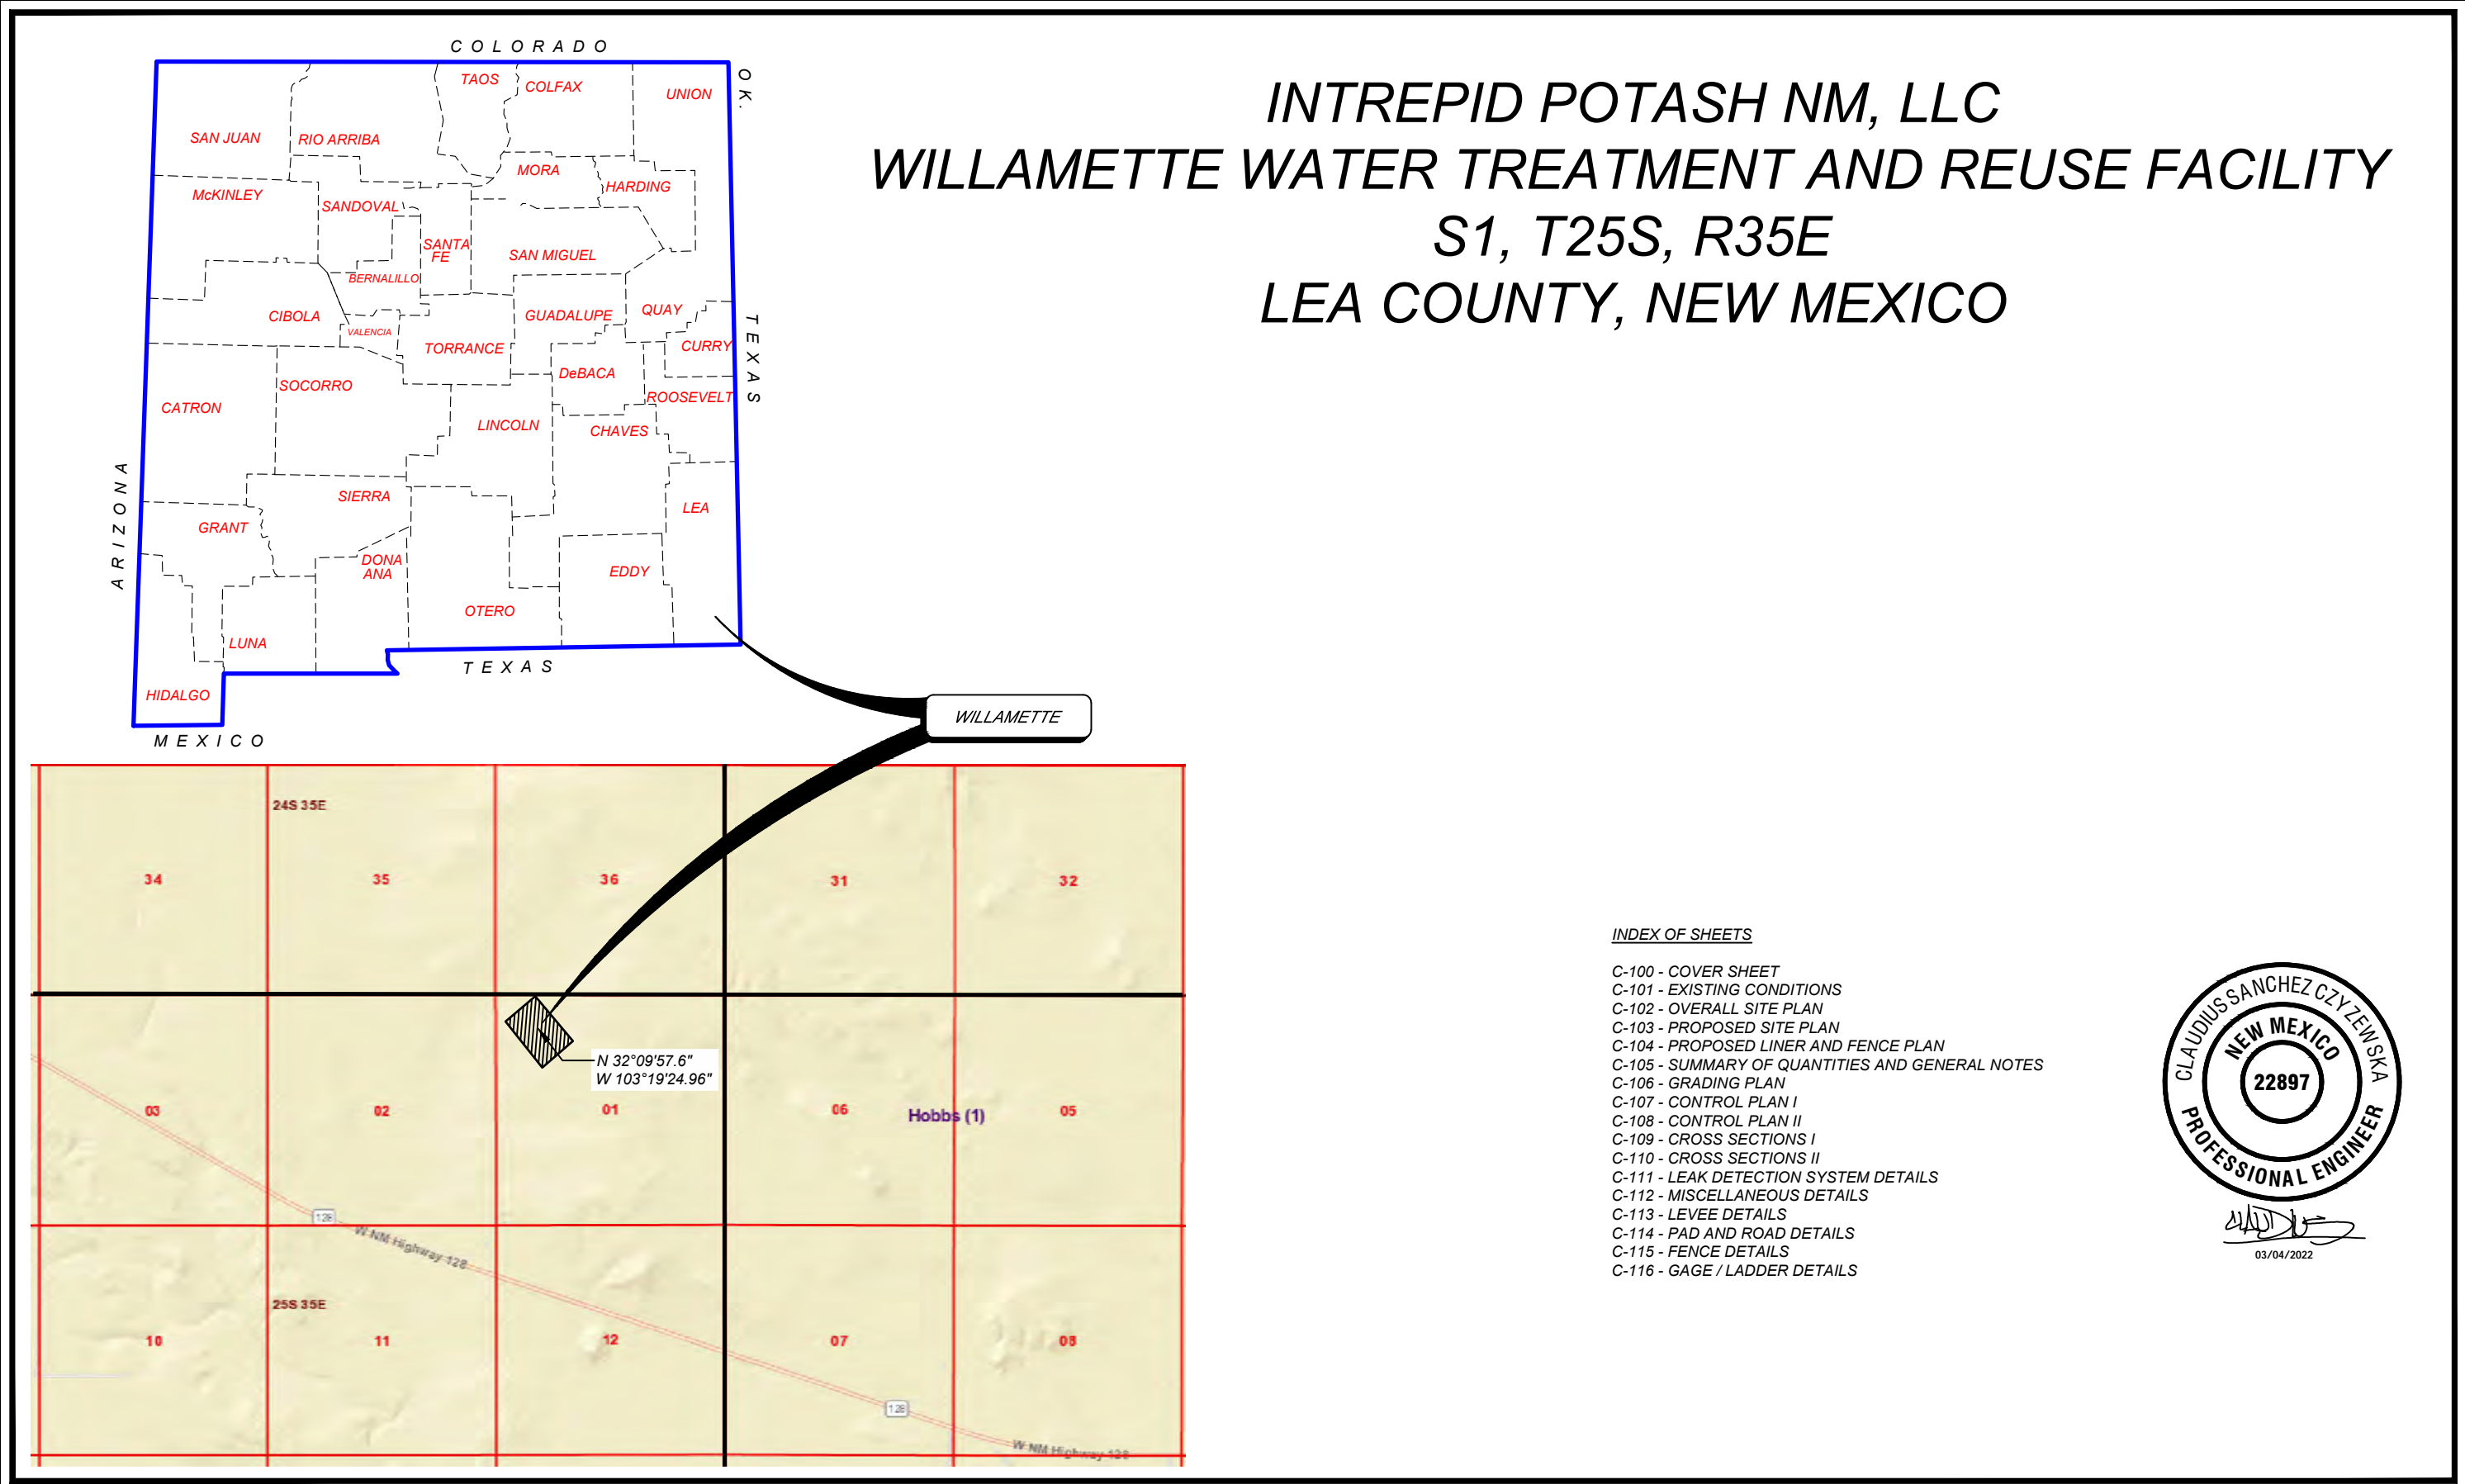 COLORADO
OK.
TEXAS
ARIZONA
TEXAS
MEXICO
TAOS
COLFAX
UNION
SAN JUAN
RIO ARRIBA
MORA
HARDING
McKINLEY
SANDOVAL
SANTA
FE
SAN MIGUEL
BERNALILLO
CIBOLA
VALENCIA
GUADALUPE
QUAY
TORRANCE
CURRY
DeBACA
SOCORRO
ROOSEVELT
CATRON
LINCOLN
CHAVES
SIERRA
LEA
GRANT
DONA
ANA
EDDY
OTERO
LUNA
HIDALGO
INTREPID POTASH NM, LLC
WILLAMETTE WATER TREATMENT AND REUSE FACILITY
S1, T25S, R35E
LEA COUNTY, NEW MEXICO
WILLAMETTE
24S 35E
34
35
36
31
32
N 32°09'57.6"
W 103°19'24.96"
03
02
01
06
Hobbs (1)
05
128
W NM Highway 128
25S 35E
10
11
12
07
08
128
W NM Highway 128
INDEX OF SHEETS
C-100 - COVER SHEET
C-101 - EXISTING CONDITIONS
C-102 - OVERALL SITE PLAN
C-103 - PROPOSED SITE PLAN
C-104 - PROPOSED LINER AND FENCE PLAN
C-105 - SUMMARY OF QUANTITIES AND GENERAL NOTES
C-106 - GRADING PLAN
C-107 - CONTROL PLAN I
C-108 - CONTROL PLAN II
C-109 - CROSS SECTIONS I
C-110 - CROSS SECTIONS II
C-111 - LEAK DETECTION SYSTEM DETAILS
C-112 - MISCELLANEOUS DETAILS
C-113 - LEVEE DETAILS
C-114 - PAD AND ROAD DETAILS
C-115 - FENCE DETAILS
C-116 - GAGE / LADDER DETAILS
CLAUDIUS SANCHEZ CZYZEWSKA
NEW MEXICO
22897
PROFESSIONAL ENGINEER
03/04/2022